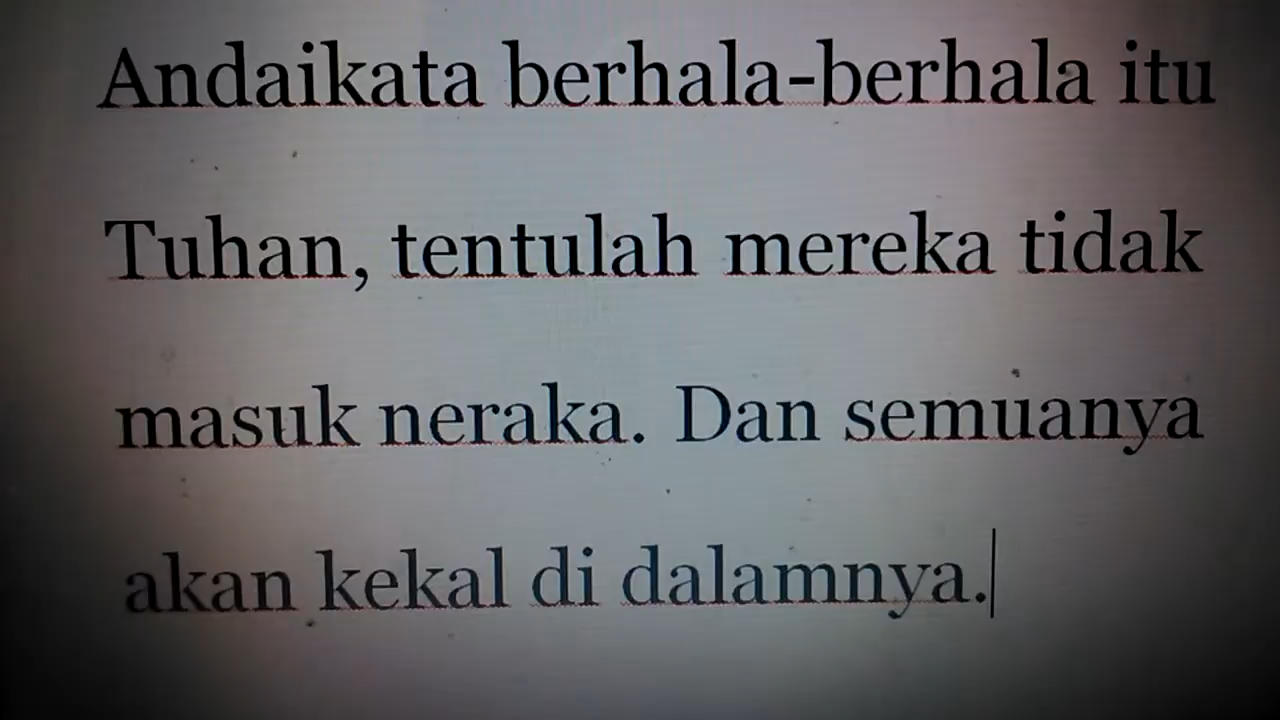 Andaikata berhala-berhala itu
Tuhan, tentulah mereka tidak
masuk neraka. Dan semuanya
akan kekal di dalamnya.